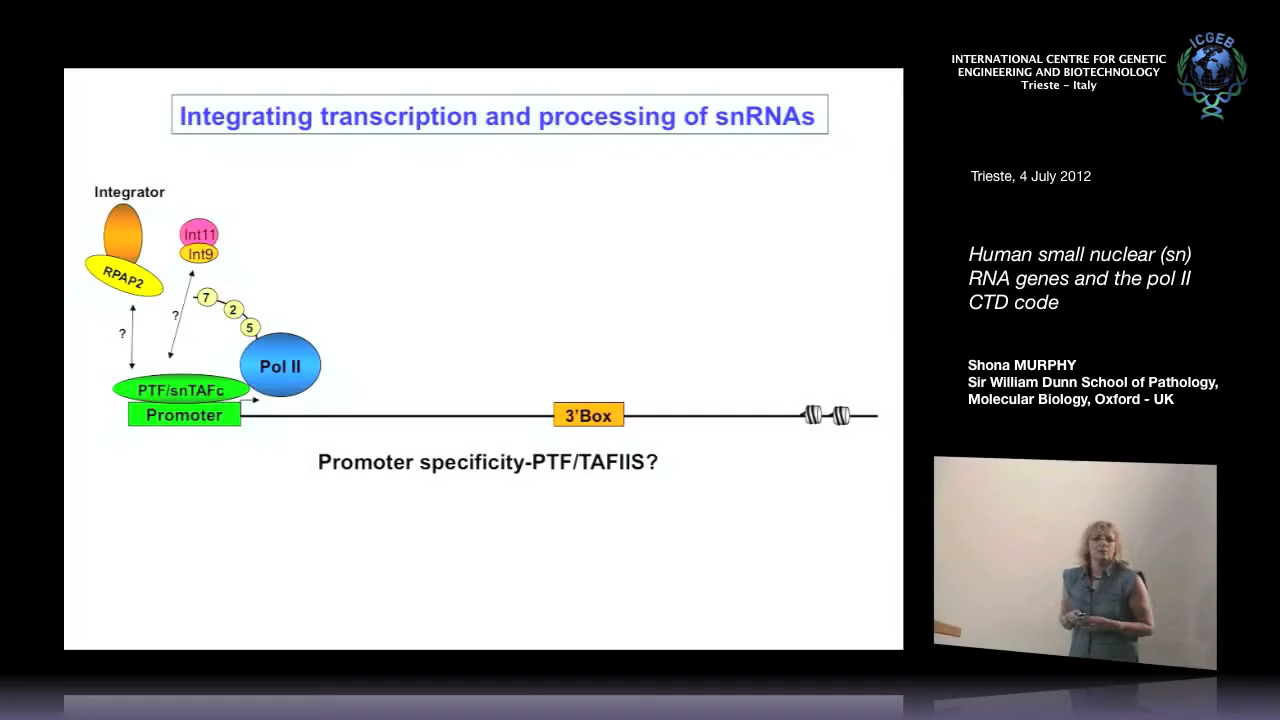 Integrating transcription and processing of snRNAs
Integrator
Int11
Int9
RPAP2
7
2
5
?
?
Pol II
PTF/snTAFc
Promoter
3'Box
Promoter specificity-PTF/TAFIIS?
INTERNATIONAL CENTRE FOR GENETIC
ENGINEERING AND BIOTECHNOLOGY
Trieste - Italy
ICGEB
Trieste, 4 July 2012
Human small nuclear (sn)
RNA genes and the pol II
CTD code
Shona MURPHY
Sir William Dunn School of Pathology,
Molecular Biology, Oxford - UK